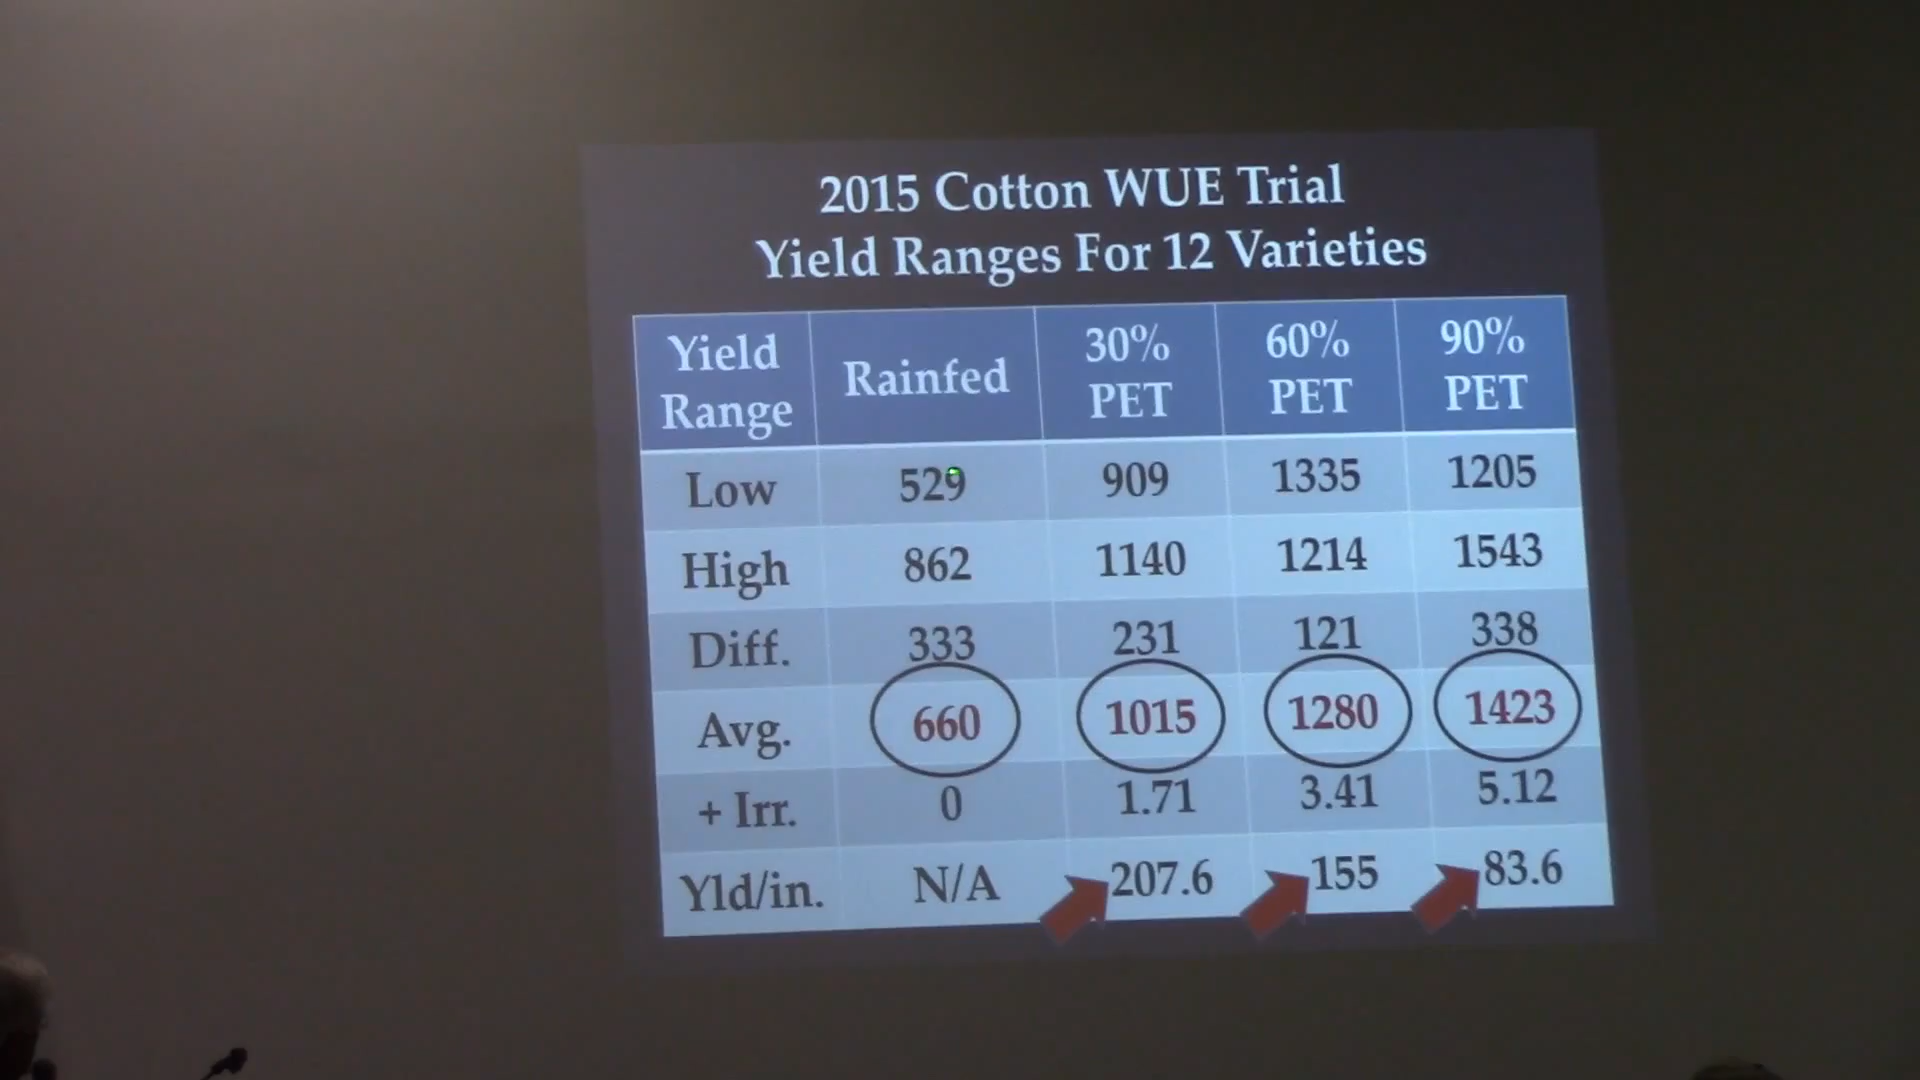 2015 Cotton WUE Trial
Yield Ranges For 12 Varieties
Yield Range Rainfed 30% PET 60% PET 90% PET
Low 529 909 1335 1205
High 862 1140 1214 1543
Diff. 333 231 121 338
Avg. 660 1015 1280 1423
+ Irr. 0 1.71 3.41 5.12
Yld/in. N/A 207.6 155 83.6